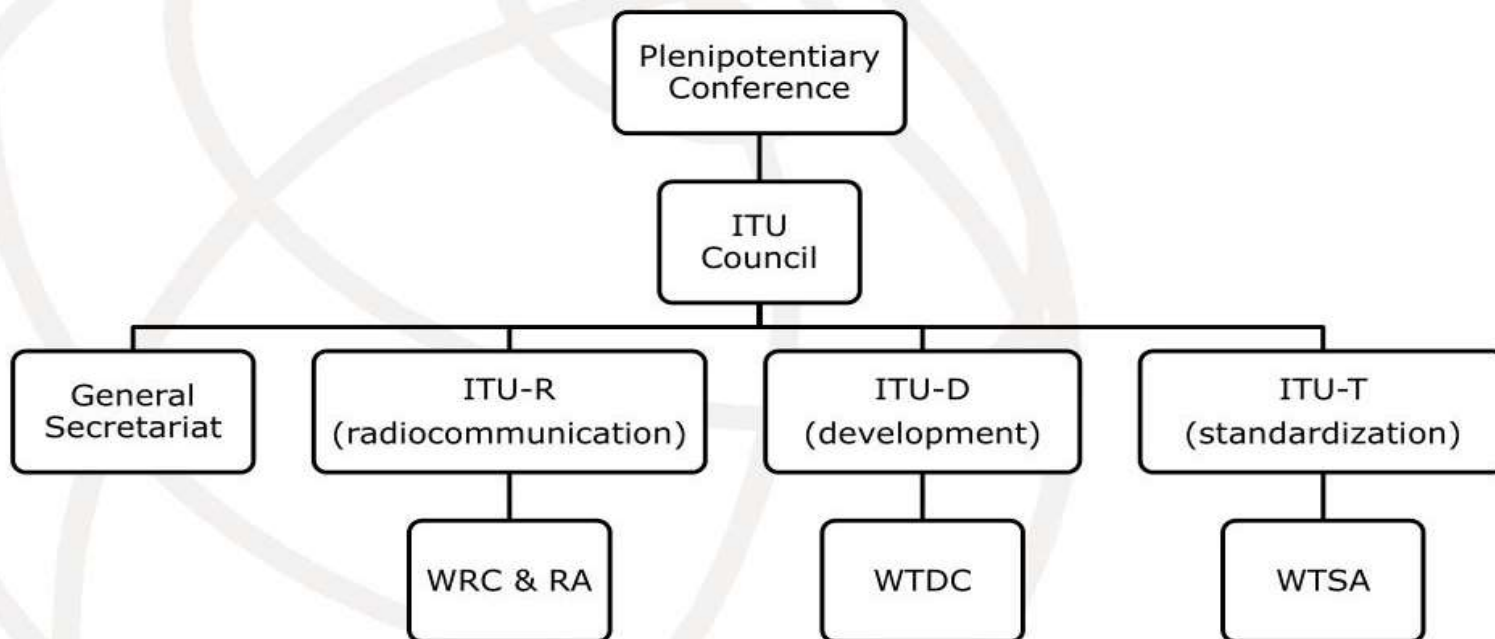 Plenipotentiary
Conference
ITU
Council
General
Secretariat
ITU-R
(radiocommunication)
ITU-D
(development)
ITU-T
(standardization)
WRC & RA
WTDC
WTSA